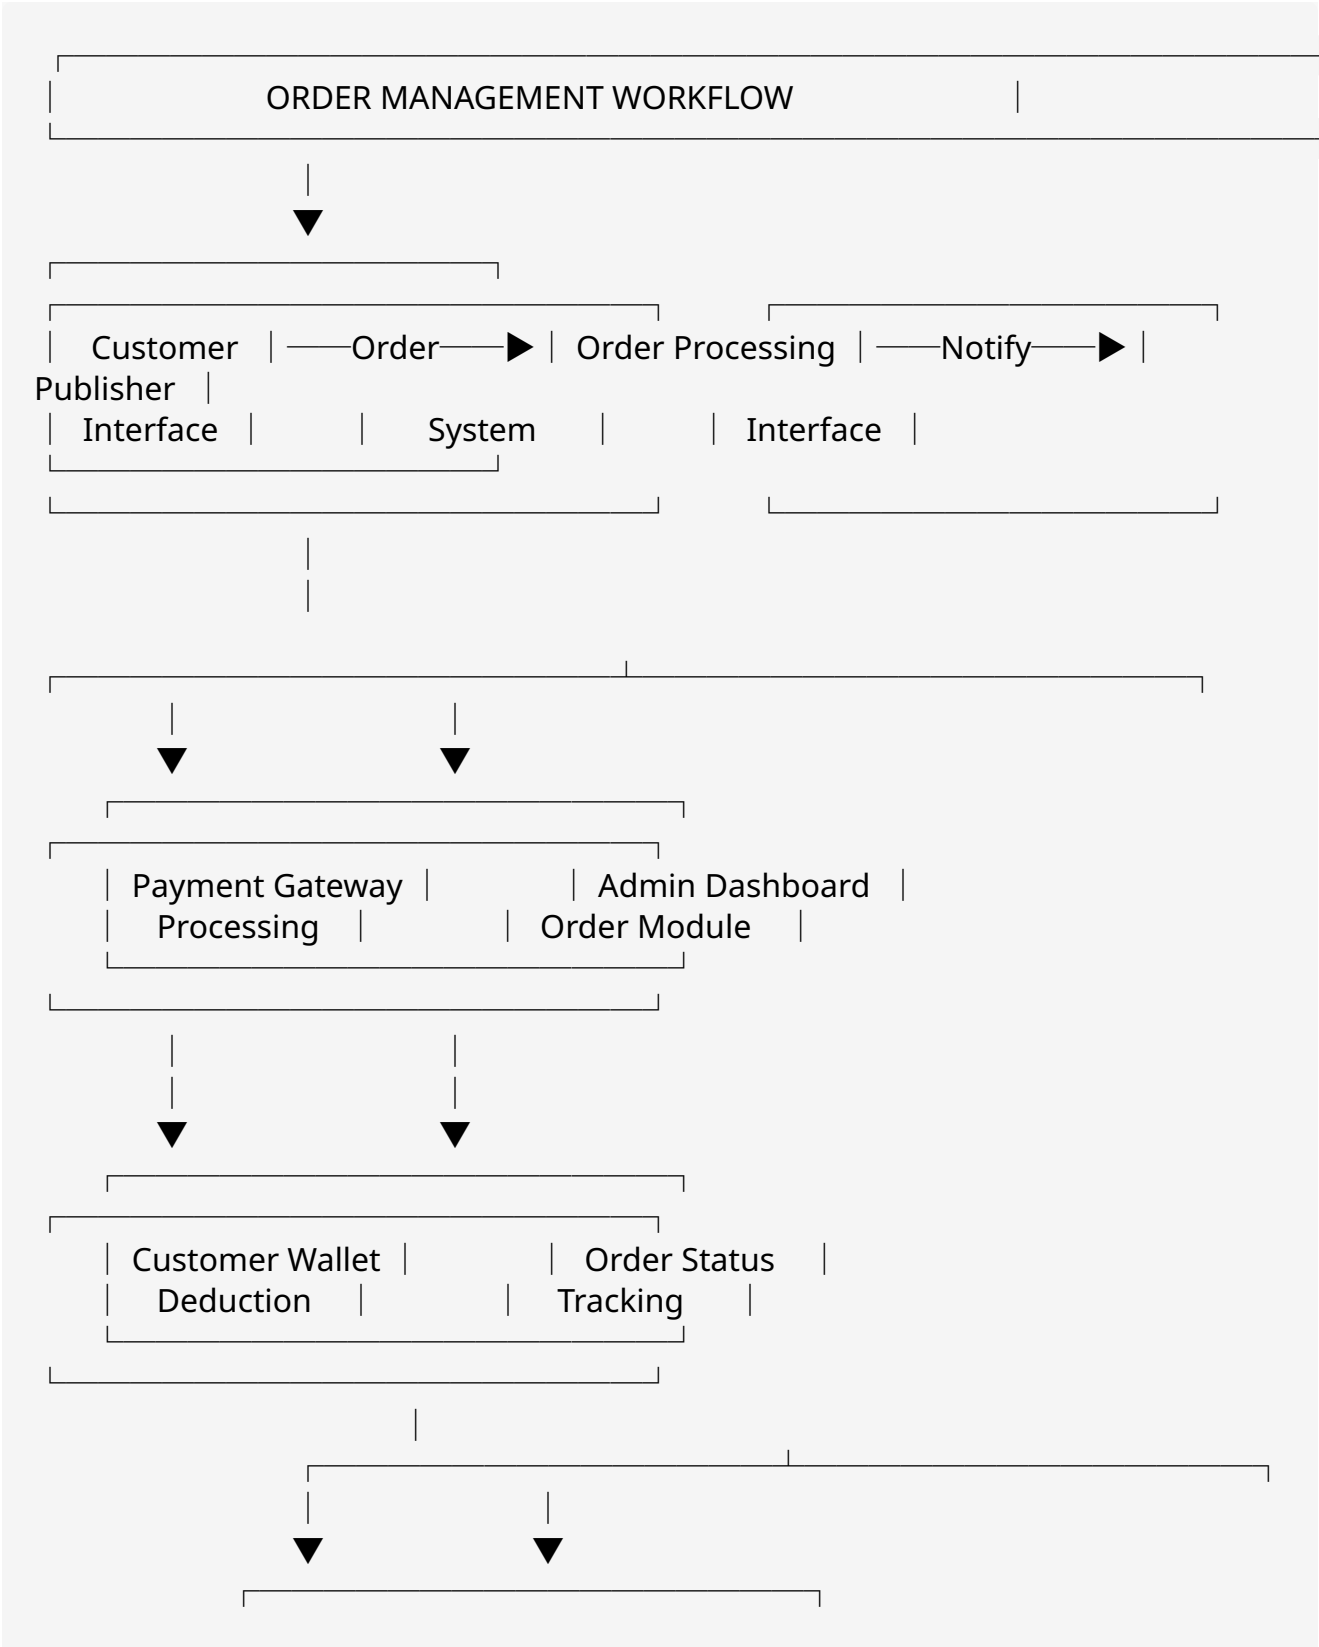 ORDER MANAGEMENT WORKFLOW
Customer Order Order Processing Notify
Publisher
Interface System Interface
Payment Gateway Admin Dashboard
Processing Order Module
Customer Wallet Order Status
Deduction Tracking